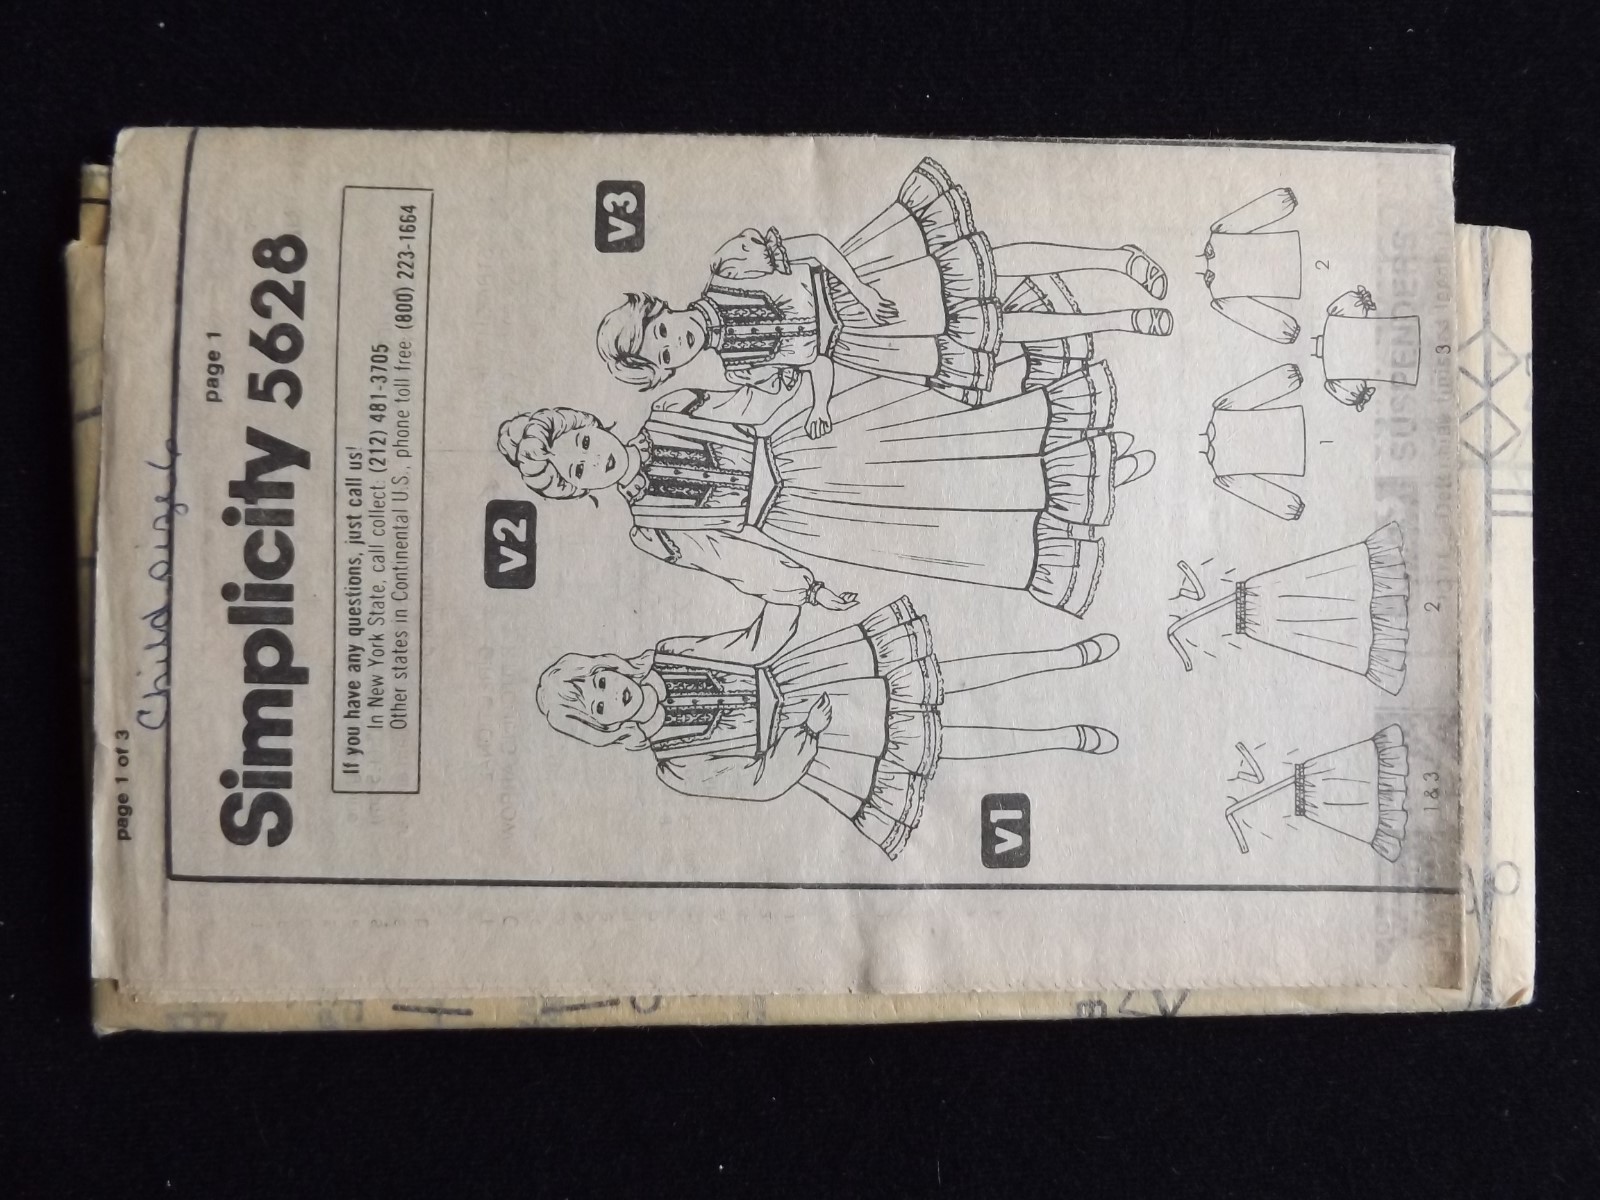 page 1 of 3
Child size 6
page 1
Simplicity 5628
If you have any questions, just call us!
In New York State, call collect: (212) 481-3705
Other states in Continental U.S., phone toll free: (800) 223-1664
V3
V2
V1
2
1
3
2
1 & 3
SUSPENDERS